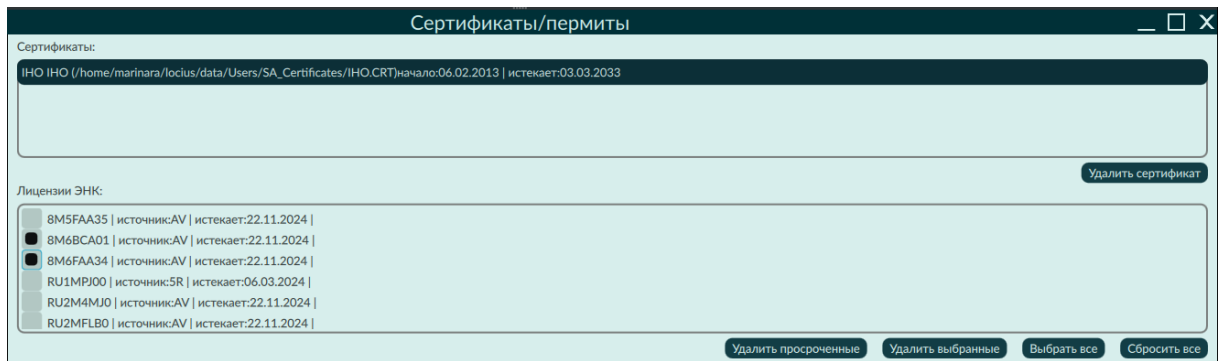 Сертификаты/пермиты
Сертификаты:
IHO IHO (/home/marinara/locius/data/Users/SA_Certificates/IHO.CRT)начало:06.02.2013 | истекает:03.03.2033
Удалить сертификат
Лицензии ЭНК:
8M5FAA35 | источник:AV | истекает:22.11.2024 |
8M6BCA01 | источник:AV | истекает:22.11.2024 |
8M6FAA34 | источник:AV | истекает:22.11.2024 |
RU1MPJ00 | источник:5R | истекает:06.03.2024 |
RU2M4MJ0 | источник:AV | истекает:22.11.2024 |
RU2MFLB0 | источник:AV | истекает:22.11.2024 |
Удалить просроченные Удалить выбранные Выбрать все Сбросить все